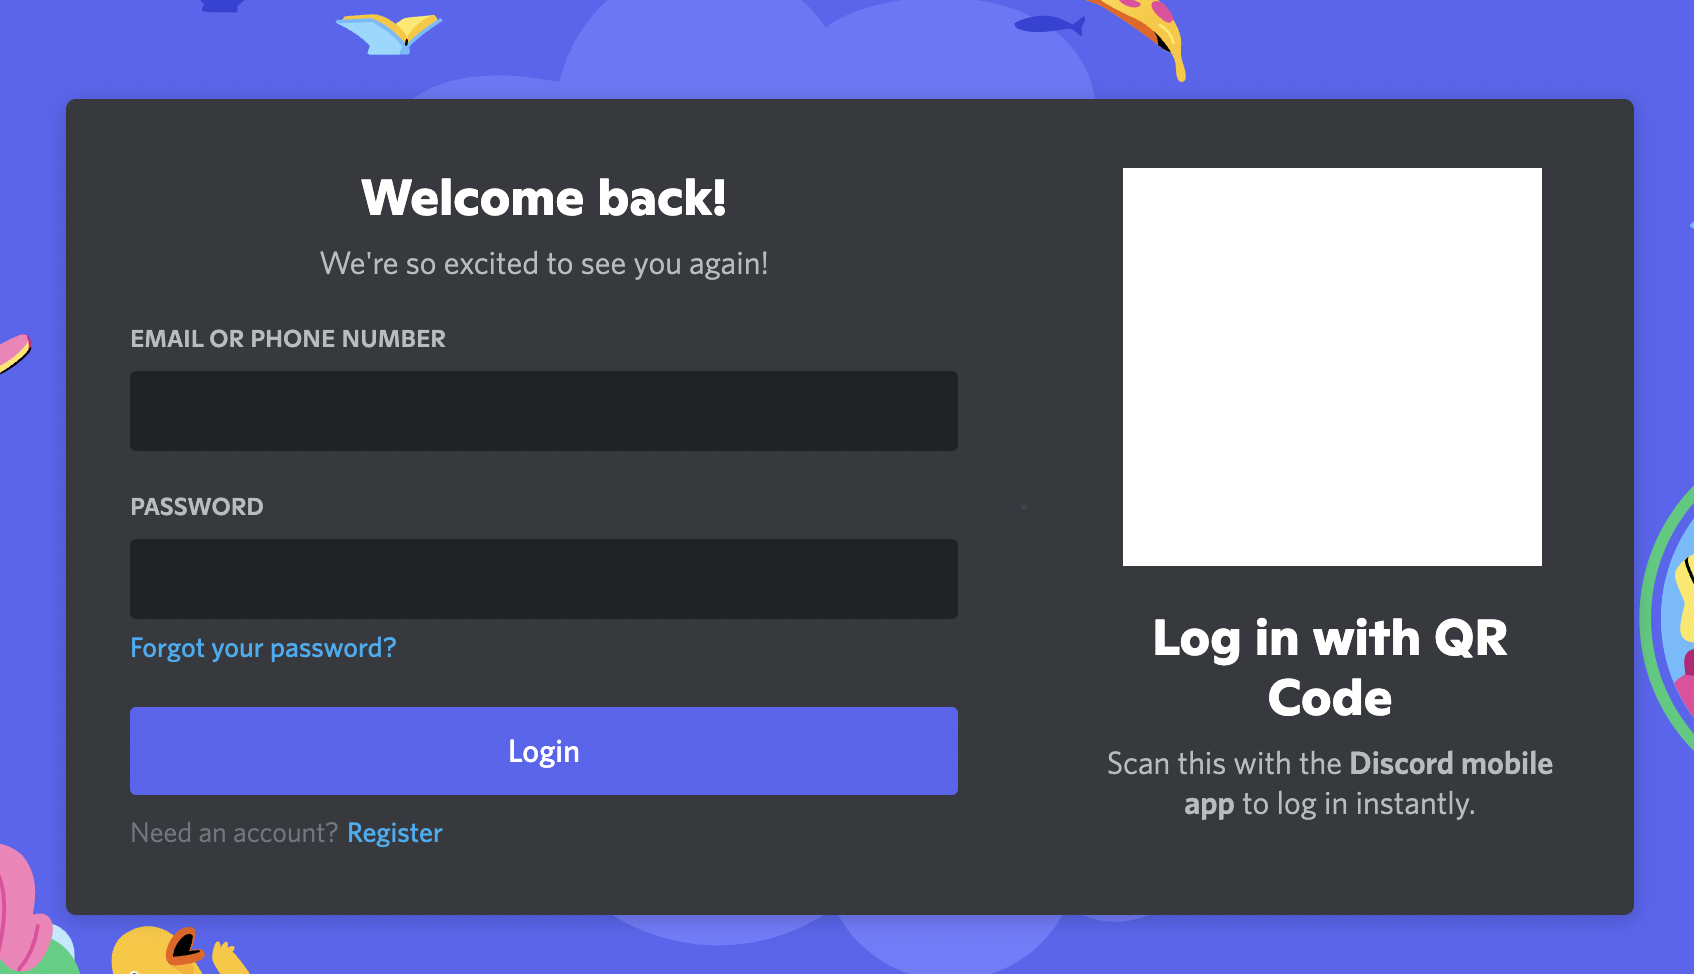 Welcome back!
We're so excited to see you again!
EMAIL OR PHONE NUMBER
PASSWORD
Forgot your password?
Login
Need an account? Register
Log in with QR
Code
Scan this with the Discord mobile
app to log in instantly.